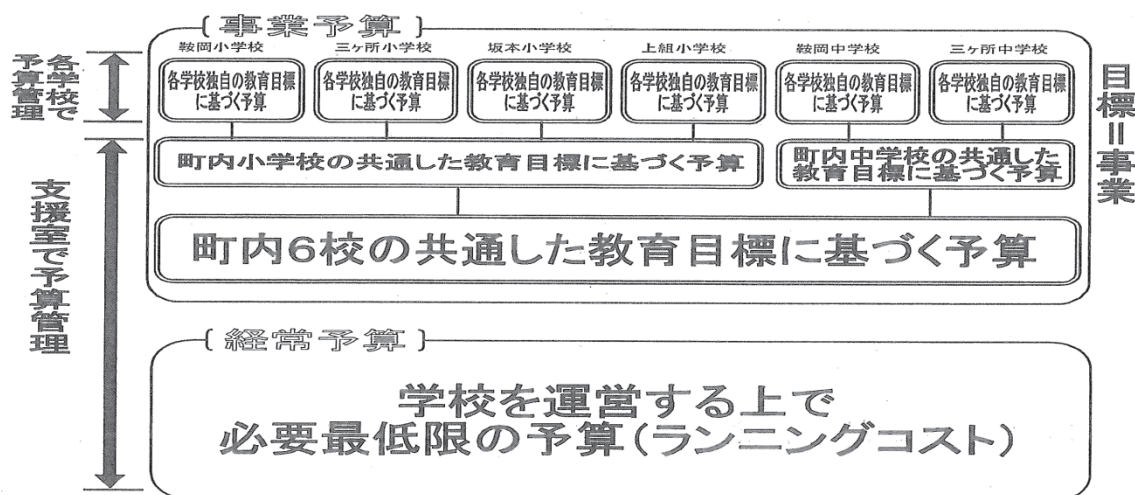 {事業予算}
鞍岡小学校 三ヶ所小学校 坂本小学校 上組小学校 鞍岡中学校 三ヶ所中学校
各学校独自の教育目標
に基づく予算
各学校独自の教育目標
に基づく予算
各学校独自の教育目標
に基づく予算
各学校独自の教育目標
に基づく予算
各学校独自の教育目標
に基づく予算
各学校独自の教育目標
に基づく予算
各学校で
予算管理
町内小学校の共通した教育目標に基づく予算
町内中学校の共通した
教育目標に基づく予算
目標=事業
町内6校の共通した教育目標に基づく予算
支援室で予算管理
{経常予算}
学校を運営する上で
必要最低限の予算(ランニングコスト)